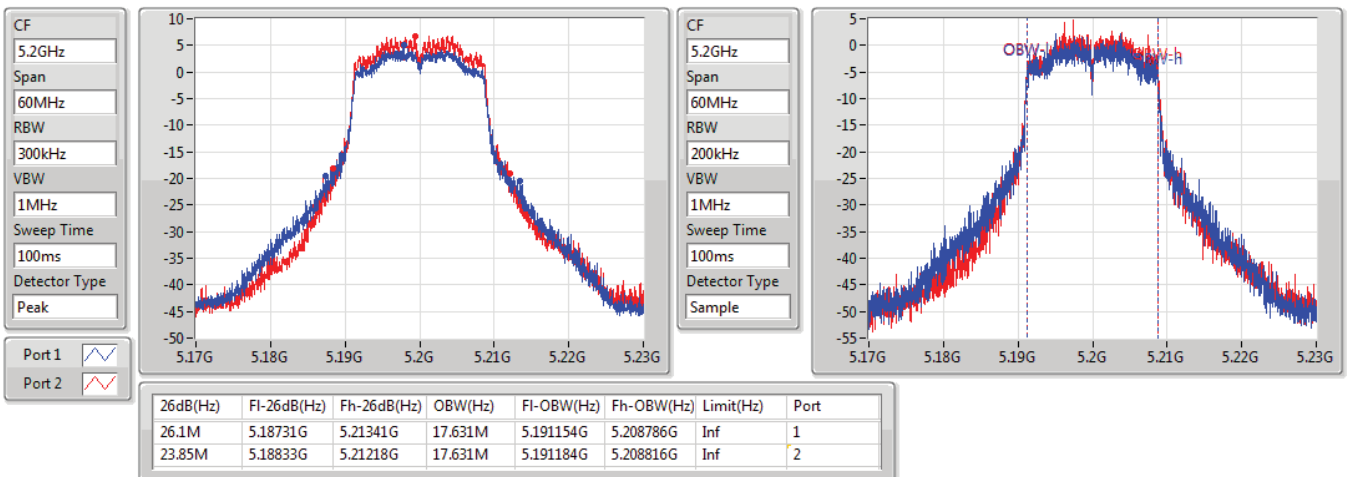 CF
5.2GHz
Span
60MHz
RBW
300kHz
VBW
1MHz
Sweep Time
100ms
Detector Type
Peak
Port 1
Port 2
10
5
0
-5
-10
-15
-20
-25
-30
-35
-40
-45
-50
5.17G 5.18G 5.19G 5.2G 5.21G 5.22G 5.23G
CF
5.2GHz
Span
60MHz
RBW
200kHz
VBW
1MHz
Sweep Time
100ms
Detector Type
Sample
5
0
-5
-10
-15
-20
-25
-30
-35
-40
-45
-50
-55
5.17G 5.18G 5.19G 5.2G 5.21G 5.22G 5.23G
26dB(Hz) Fl-26dB(Hz) Fh-26dB(Hz) OBW(Hz) Fl-OBW(Hz) Fh-OBW(Hz) Limit(Hz) Port
26.1M 5.18731G 5.21341G 17.631M 5.191154G 5.208786G Inf 1
23.85M 5.18833G 5.21218G 17.631M 5.191184G 5.208816G Inf 2